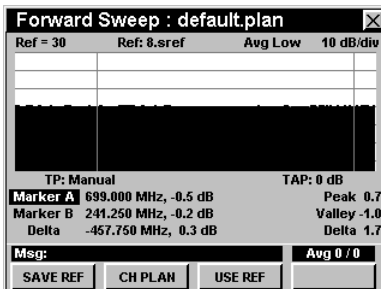 Forward Sweep : default.plan
Ref = 30 Ref: 8.sref Avg Low 10 dB/div
TP: Manual TAP: 0 dB
Marker A 699.000 MHz, -0.5 dB Peak 0.7
Marker B 241.250 MHz, -0.2 dB Valley -1.0
Delta -457.750 MHz, 0.3 dB Delta 1.7
Msg: Avg 0 / 0
SAVE REF CH PLAN USE REF